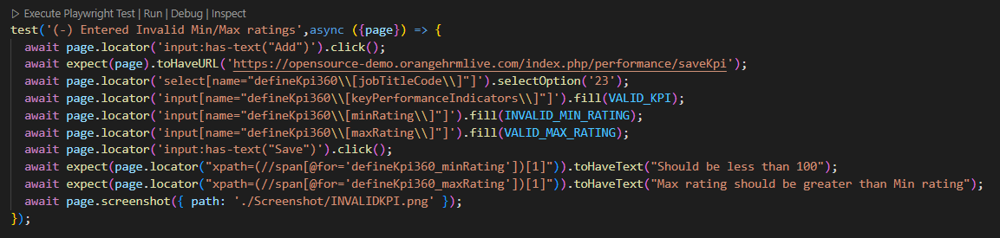 ▷ Execute Playwright Test | Run | Debug | Inspect
test('(-) Entered Invalid Min/Max ratings',async ({page}) => {
  await page.locator('input:has-text("Add")').click();
  await expect(page).toHaveURL('https://opensource-demo.orangehrmlive.com/index.php/performance/saveKpi');
  await page.locator('select[name="defineKpi360\\[jobTitleCode\\]"]').selectOption('23');
  await page.locator('input[name="defineKpi360\\[keyPerformanceIndicators\\]"]').fill(VALID_KPI);
  await page.locator('input[name="defineKpi360\\[minRating\\]"]').fill(INVALID_MIN_RATING);
  await page.locator('input[name="defineKpi360\\[maxRating\\]"]').fill(VALID_MAX_RATING);
  await page.locator('input:has-text("Save")').click();
  await expect(page.locator("xpath=(//span[@for='defineKpi360_minRating'])[1]")).toHaveText("Should be less than 100");
  await expect(page.locator("xpath=(//span[@for='defineKpi360_maxRating'])[1]")).toHaveText("Max rating should be greater than Min rating");
  await page.screenshot({ path: './Screenshot/INVALIDKPI.png' });
});